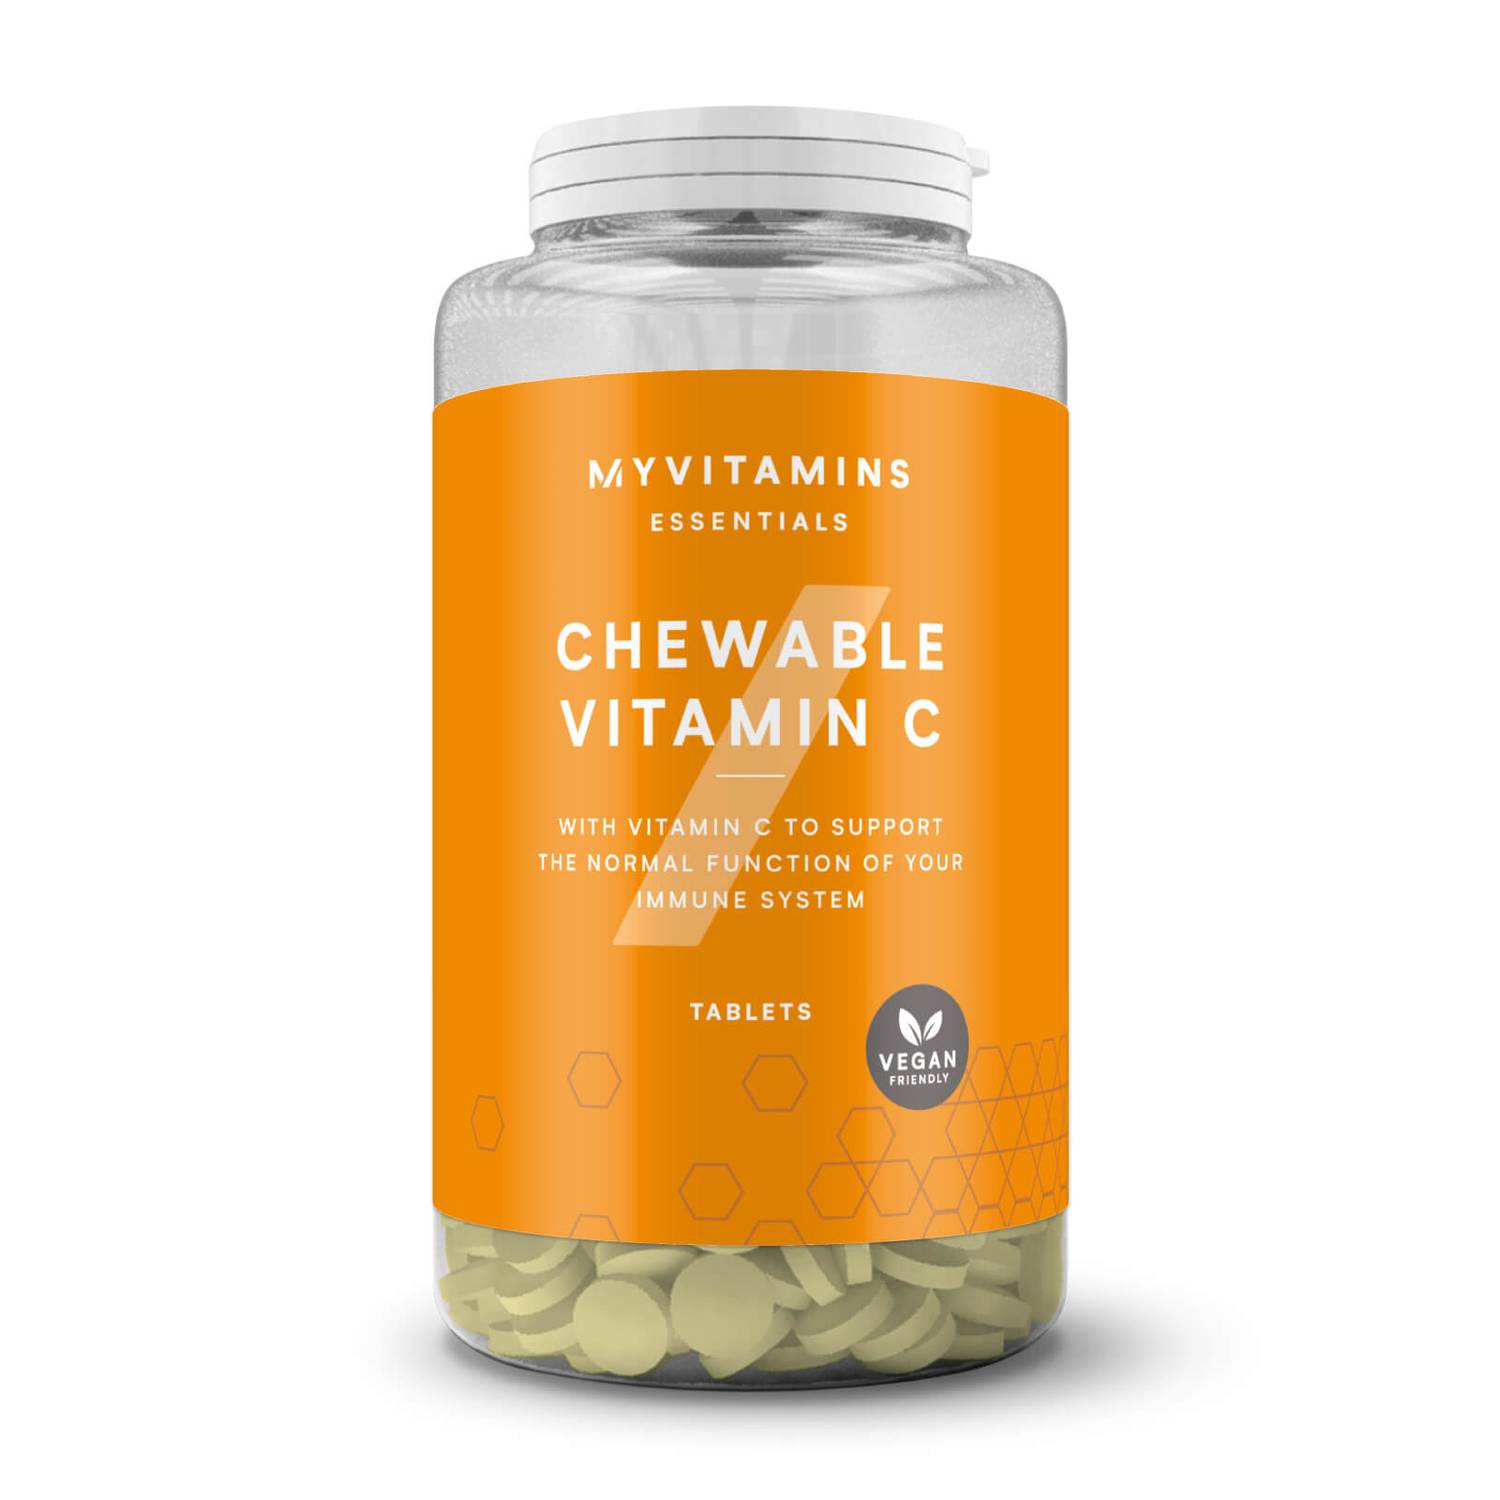 MYVITAMINS
ESSENTIALS
CHEWABLE
VITAMIN C
WITH VITAMIN C TO SUPPORT
THE NORMAL FUNCTION OF YOUR
IMMUNE SYSTEM
TABLETS
VEGAN
FRIENDLY